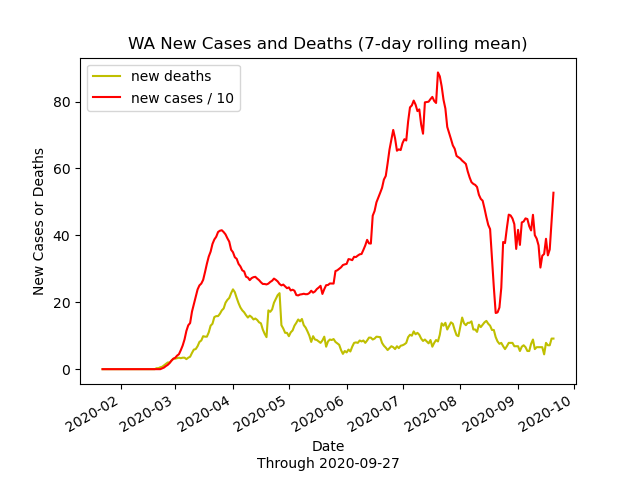 WA New Cases and Deaths (7-day rolling mean)
new deaths
new cases / 10
New Cases or Deaths
80
60
40
20
0
2020-02
2020-03
2020-04
2020-05
2020-06
2020-07
2020-08
2020-09
2020-10
Date
Through 2020-09-27